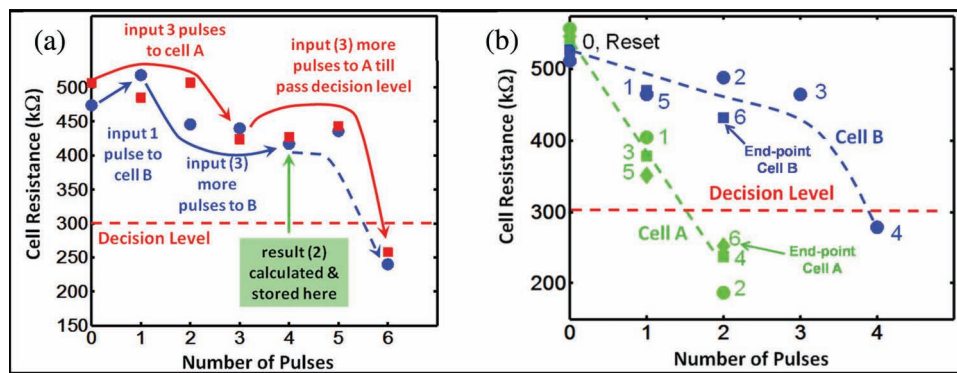 (a)
input 3 pulses
to cell A
input (3) more
pulses to A till
pass decision level
500
450
400
350
300
250
200
150
Cell Resistance (kΩ)
input 1
pulse to
cell B
input (3)
more
pulses to B
Decision Level
result (2)
calculated &
stored here
0
1
2
3
4
5
6
Number of Pulses
(b)
0, Reset
500
400
300
200
Cell Resistance (kΩ)
1
5
2
6
3
Cell B
End-point
Cell B
1
3
5
Decision Level
Cell A
6
4
2
End-point
Cell A
4
0
1
2
3
4
Number of Pulses